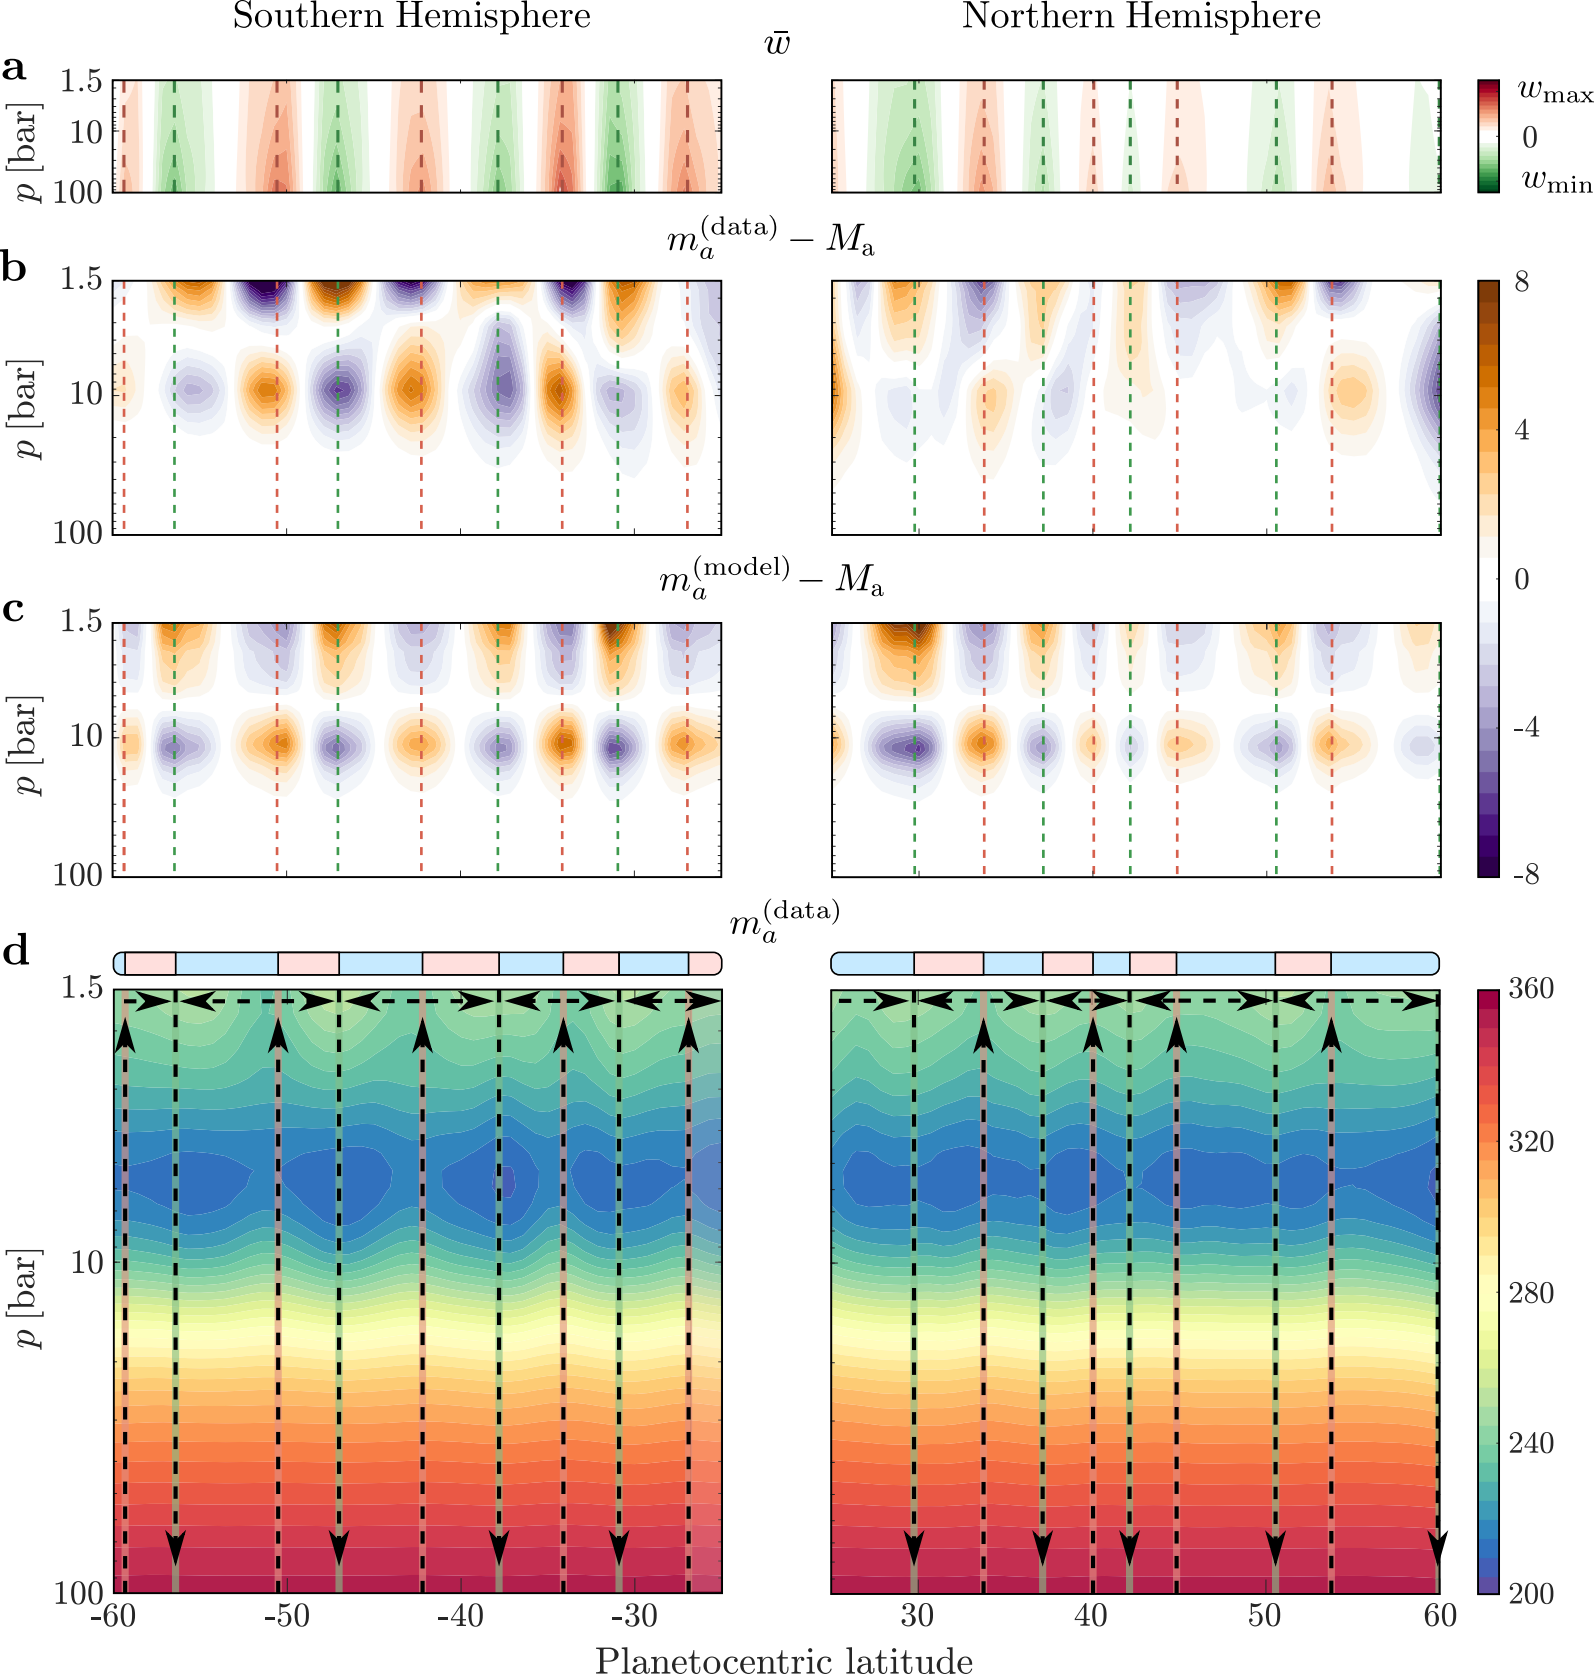 Southern Hemisphere Northern Hemisphere
w̄
a
1.5
10
100
p [bar]
w_max
0
w_min
m_a^(data) − M_a
b
1.5
10
100
p [bar]
8
4
0
-4
-8
m_a^(model) − M_a
c
1.5
10
100
p [bar]
m_a^(data)
d
1.5
10
100
p [bar]
360
320
280
240
200
-60 -50 -40 -30 30 40 50 60
Planetocentric latitude